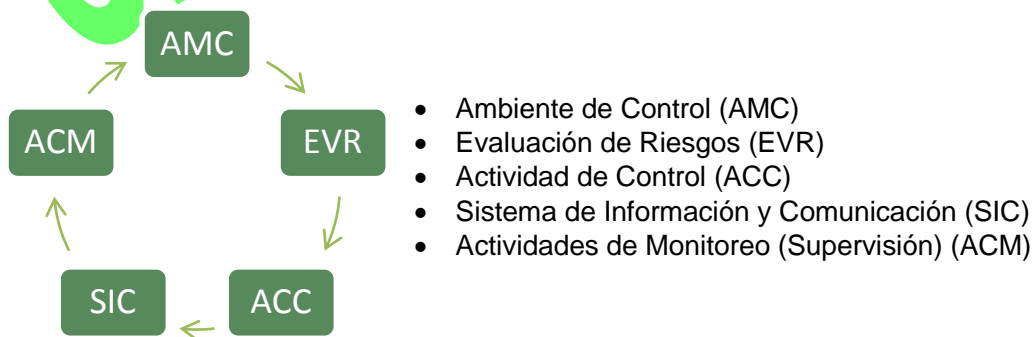 AMC
EVR
ACC
SIC
ACM
• Ambiente de Control (AMC)
• Evaluación de Riesgos (EVR)
• Actividad de Control (ACC)
• Sistema de Información y Comunicación (SIC)
• Actividades de Monitoreo (Supervisión) (ACM)